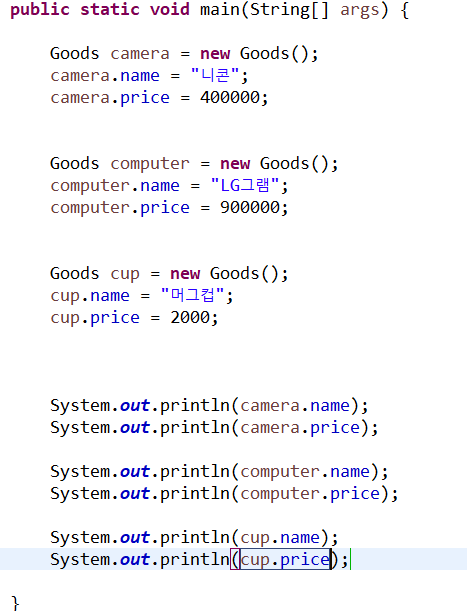 public static void main(String[] args) {
Goods camera = new Goods();
camera.name = "니콘";
camera.price = 400000;
Goods computer = new Goods();
computer.name = "LG그램";
computer.price = 900000;
Goods cup = new Goods();
cup.name = "머그컵";
cup.price = 2000;
System.out.println(camera.name);
System.out.println(camera.price);
System.out.println(computer.name);
System.out.println(computer.price);
System.out.println(cup.name);
System.out.println(cup.price);
}